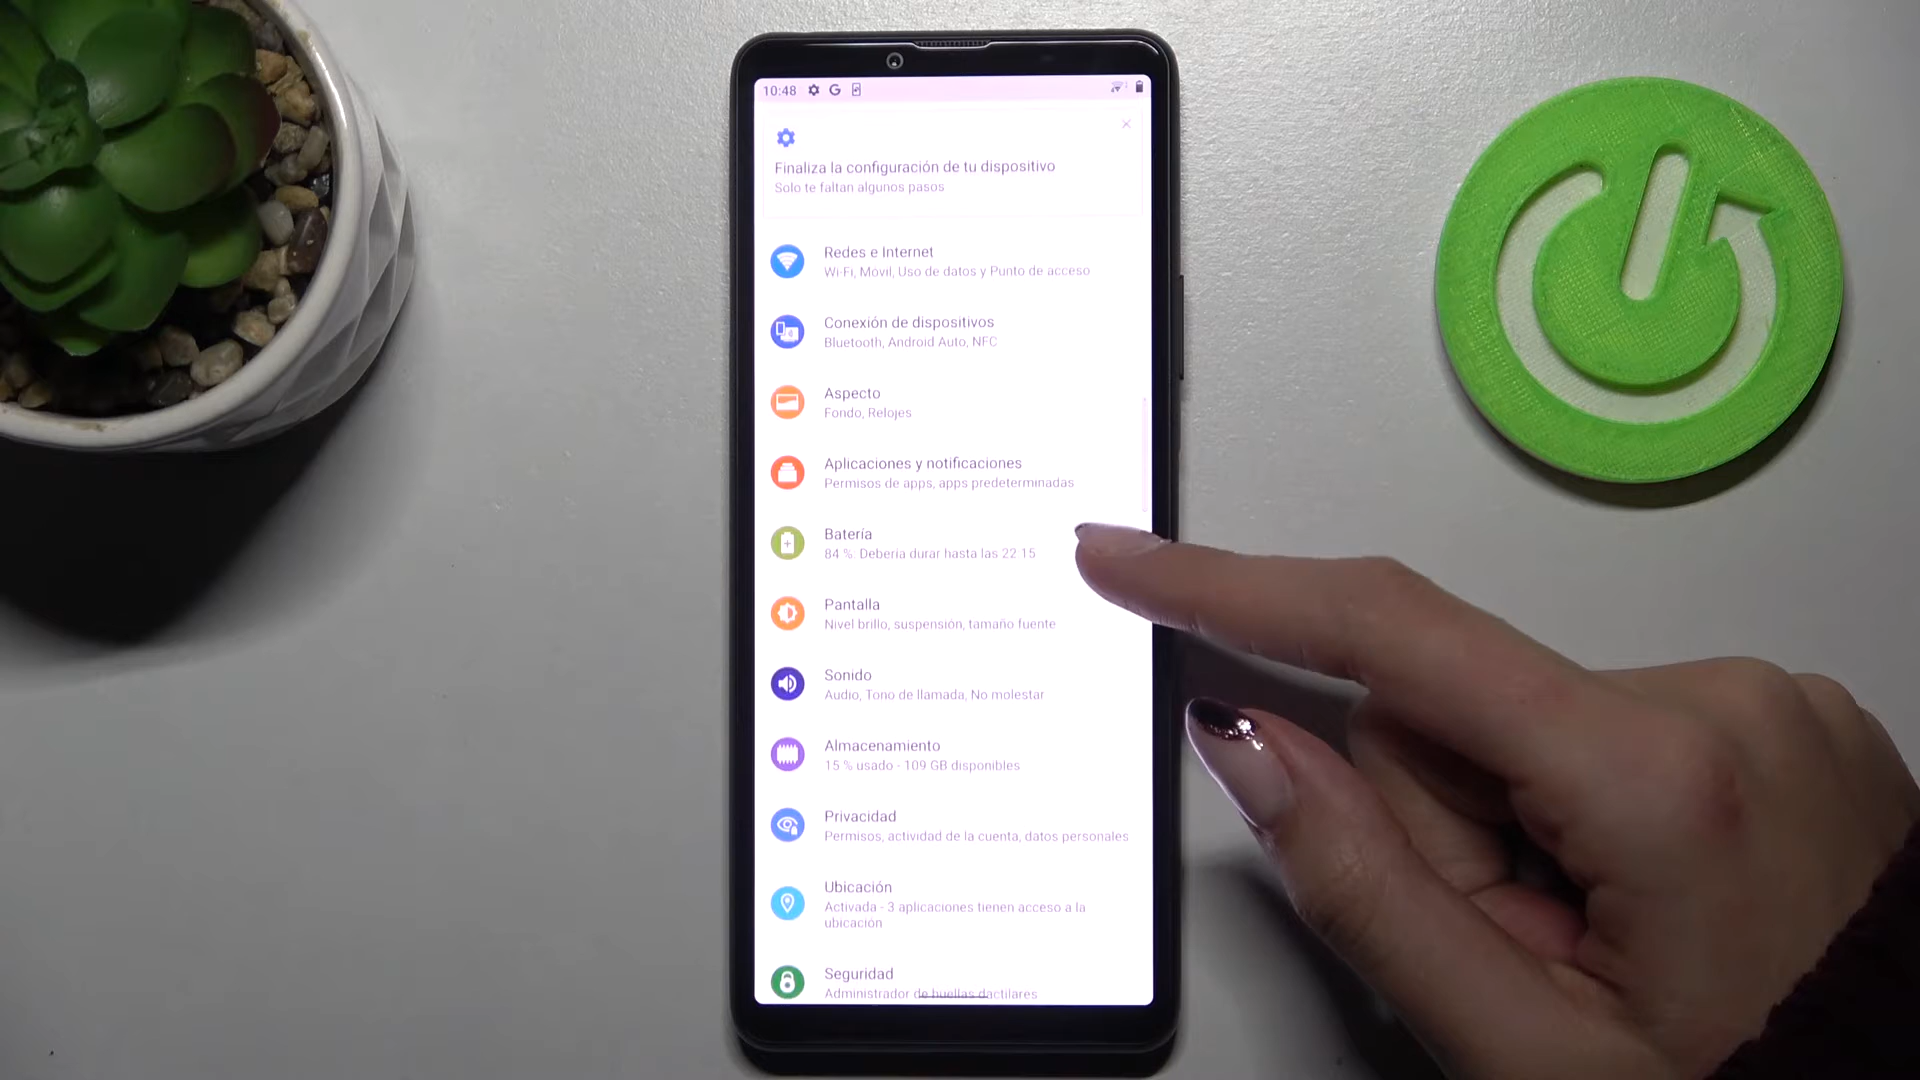 10:48
Finaliza la configuración de tu dispositivo
Solo te faltan algunos pasos
Redes e Internet
Wi-Fi, Móvil, Uso de datos y Punto de acceso
Conexión de dispositivos
Bluetooth, Android Auto, NFC
Aspecto
Fondo, Relojes
Aplicaciones y notificaciones
Permisos de apps, apps predeterminadas
Batería
84 %. Debería durar hasta las 22:15
Pantalla
Nivel brillo, suspensión, tamaño fuente
Sonido
Audio, Tono de llamada, No molestar
Almacenamiento
15 % usado - 109 GB disponibles
Privacidad
Permisos, actividad de la cuenta, datos personales
Ubicación
Activada - 3 aplicaciones tienen acceso a la
ubicación
Seguridad
Administrador de huellas dactilares